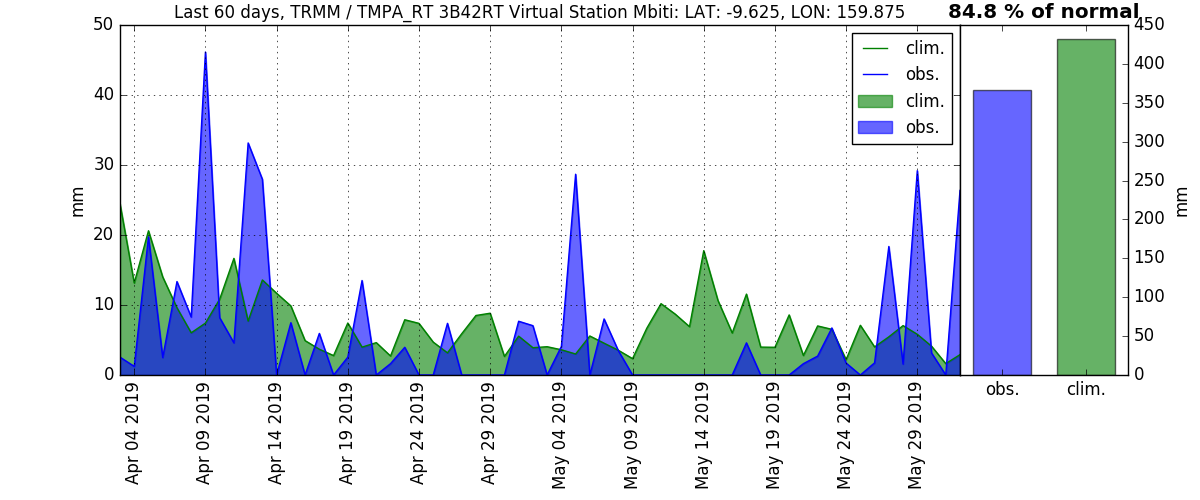 Last 60 days, TRMM / TMPA_RT 3B42RT Virtual Station Mbiti: LAT: -9.625, LON: 159.875
84.8 % of normal
50
40
30
20
10
0
mm
clim.
obs.
clim.
obs.
450
400
350
300
250
200
150
100
50
0
mm
Apr 04 2019
Apr 09 2019
Apr 14 2019
Apr 19 2019
Apr 24 2019
Apr 29 2019
May 04 2019
May 09 2019
May 14 2019
May 19 2019
May 24 2019
May 29 2019
obs.
clim.